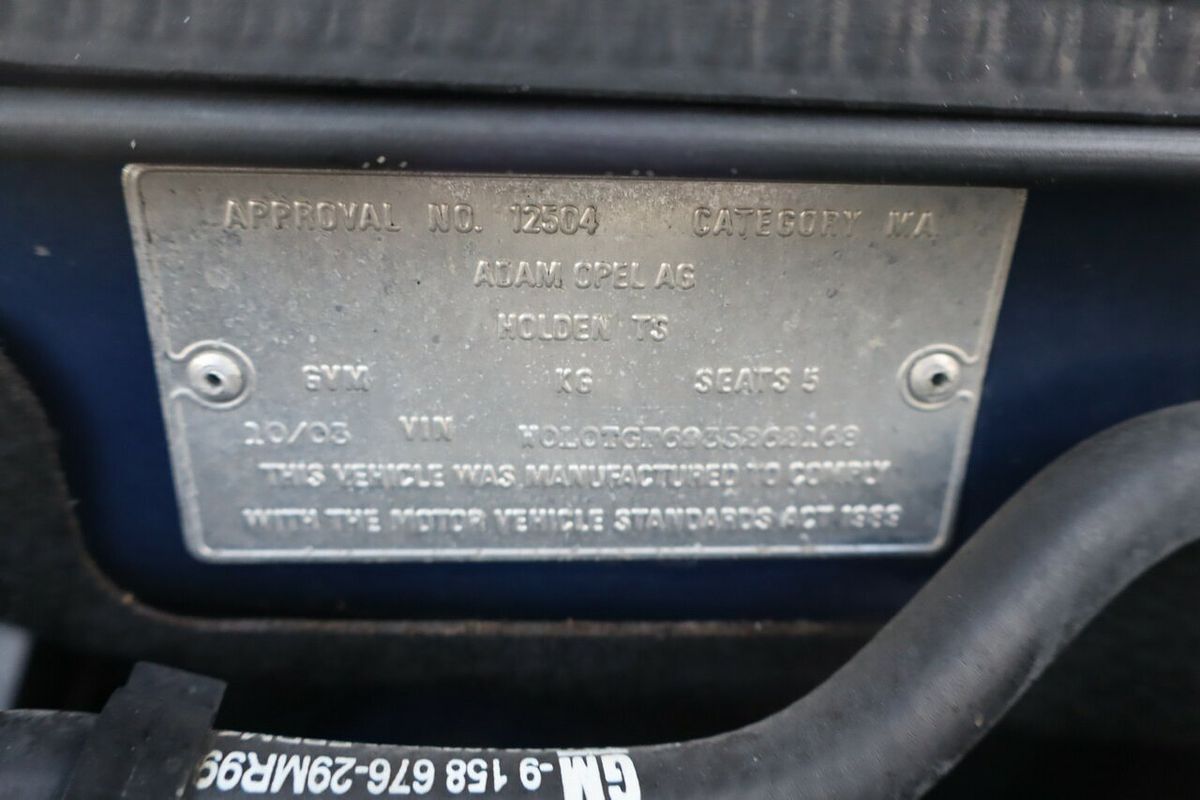 APPROVAL NO. 12504 CATEGORY MA
ADAM OPEL AG
HOLDEN TS
GVM KG SEATS 5
10/03 VIN
THIS VEHICLE WAS MANUFACTURED TO COMPLY
WITH THE MOTOR VEHICLE STANDARDS ACT 1989
GM -9 158 676-29MR99